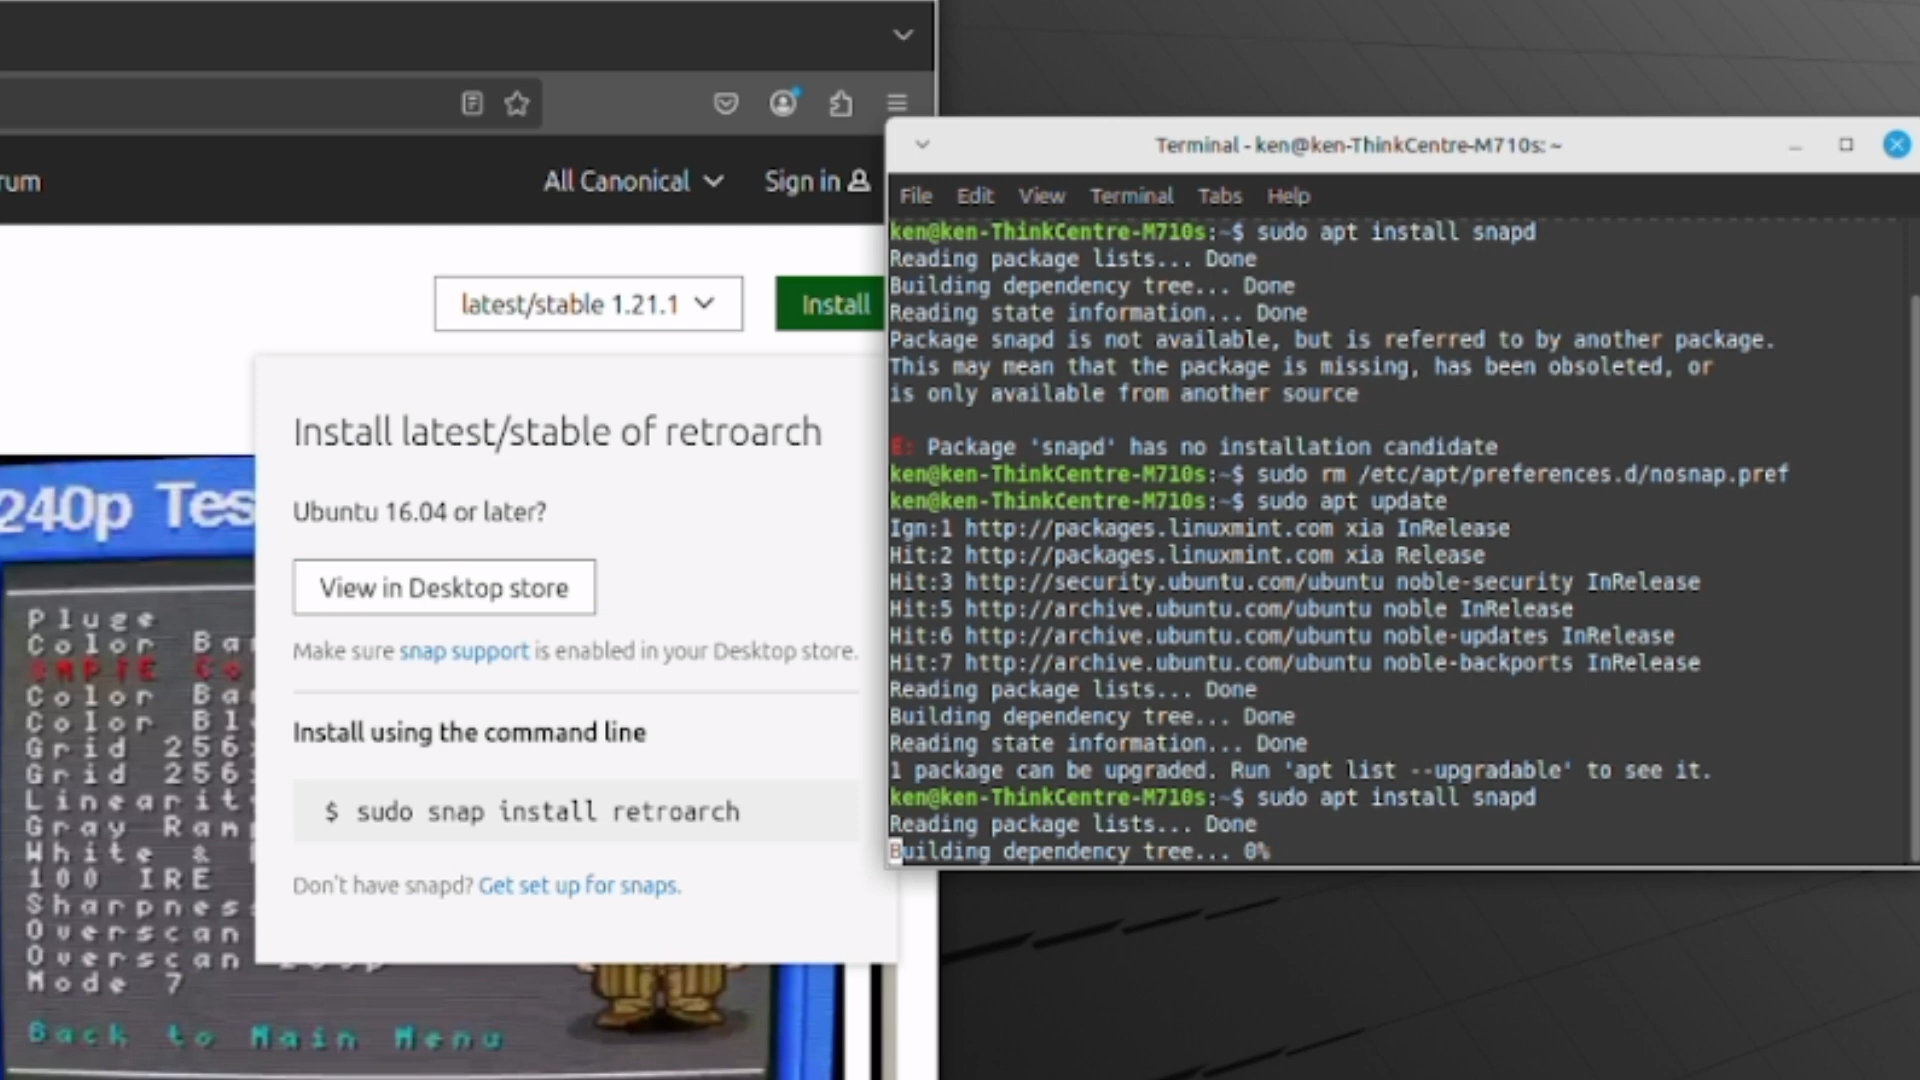 rum
All Canonical
Sign in
latest/stable 1.21.1
Install
Install latest/stable of retroarch
Ubuntu 16.04 or later?
View in Desktop store
Make sure snap support is enabled in your Desktop store.
Install using the command line
$ sudo snap install retroarch
Don't have snapd? Get set up for snaps.
240p Tes
Pluge
Color Ba
Color Ba
Color Bl
Grid 256
Grid 256
Linearit
Gray Ram
White &
100 IRE
Sharpness
Overscan
Overscan
Mode 7
Back to Main Menu
Terminal - ken@ken-ThinkCentre-M710s: ~
File Edit View Terminal Tabs Help
ken@ken-ThinkCentre-M710s:~$ sudo apt install snapd
Reading package lists... Done
Building dependency tree... Done
Reading state information... Done
Package snapd is not available, but is referred to by another package.
This may mean that the package is missing, has been obsoleted, or
is only available from another source
E: Package 'snapd' has no installation candidate
ken@ken-ThinkCentre-M710s:~$ sudo rm /etc/apt/preferences.d/nosnap.pref
ken@ken-ThinkCentre-M710s:~$ sudo apt update
Ign:1 http://packages.linuxmint.com xia InRelease
Hit:2 http://packages.linuxmint.com xia Release
Hit:3 http://security.ubuntu.com/ubuntu noble-security InRelease
Hit:5 http://archive.ubuntu.com/ubuntu noble InRelease
Hit:6 http://archive.ubuntu.com/ubuntu noble-updates InRelease
Hit:7 http://archive.ubuntu.com/ubuntu noble-backports InRelease
Reading package lists... Done
Building dependency tree... Done
Reading state information... Done
1 package can be upgraded. Run 'apt list --upgradable' to see it.
ken@ken-ThinkCentre-M710s:~$ sudo apt install snapd
Reading package lists... Done
Building dependency tree... 0%